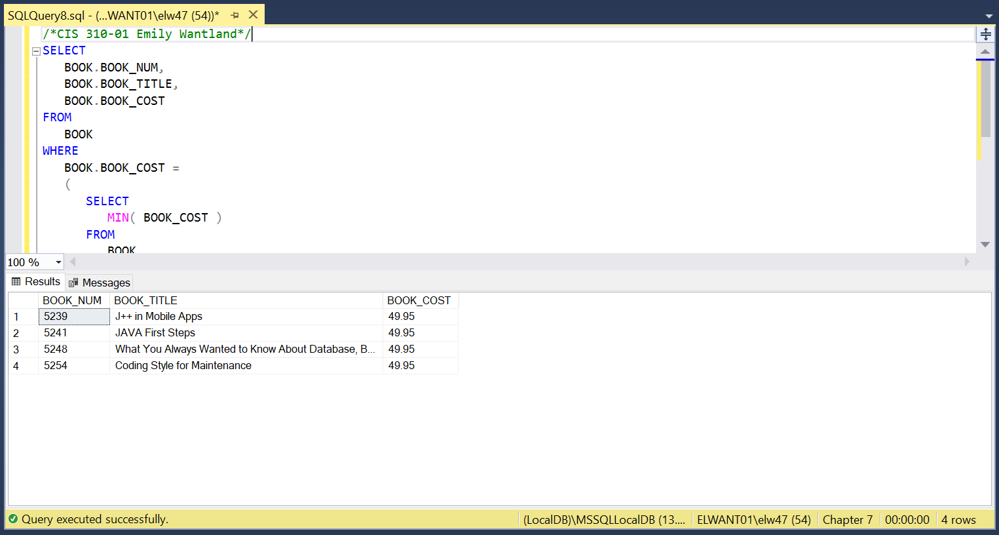 SQLQuery8.sql - (...WANT01\elw47 (54))*
/*CIS 310-01 Emily Wantland*/
SELECT
BOOK.BOOK_NUM,
BOOK.BOOK_TITLE,
BOOK.BOOK_COST
FROM
BOOK
WHERE
BOOK.BOOK_COST =
(
SELECT
MIN( BOOK_COST )
FROM
BOOK
100 %
Results Messages
BOOK_NUM BOOK_TITLE BOOK_COST
1 5239 J++ in Mobile Apps 49.95
2 5241 JAVA First Steps 49.95
3 5248 What You Always Wanted to Know About Database, B... 49.95
4 5254 Coding Style for Maintenance 49.95
Query executed successfully. (LocalDB)\MSSQLLocalDB (13.... ELWANT01\elw47 (54) Chapter 7 00:00:00 4 rows